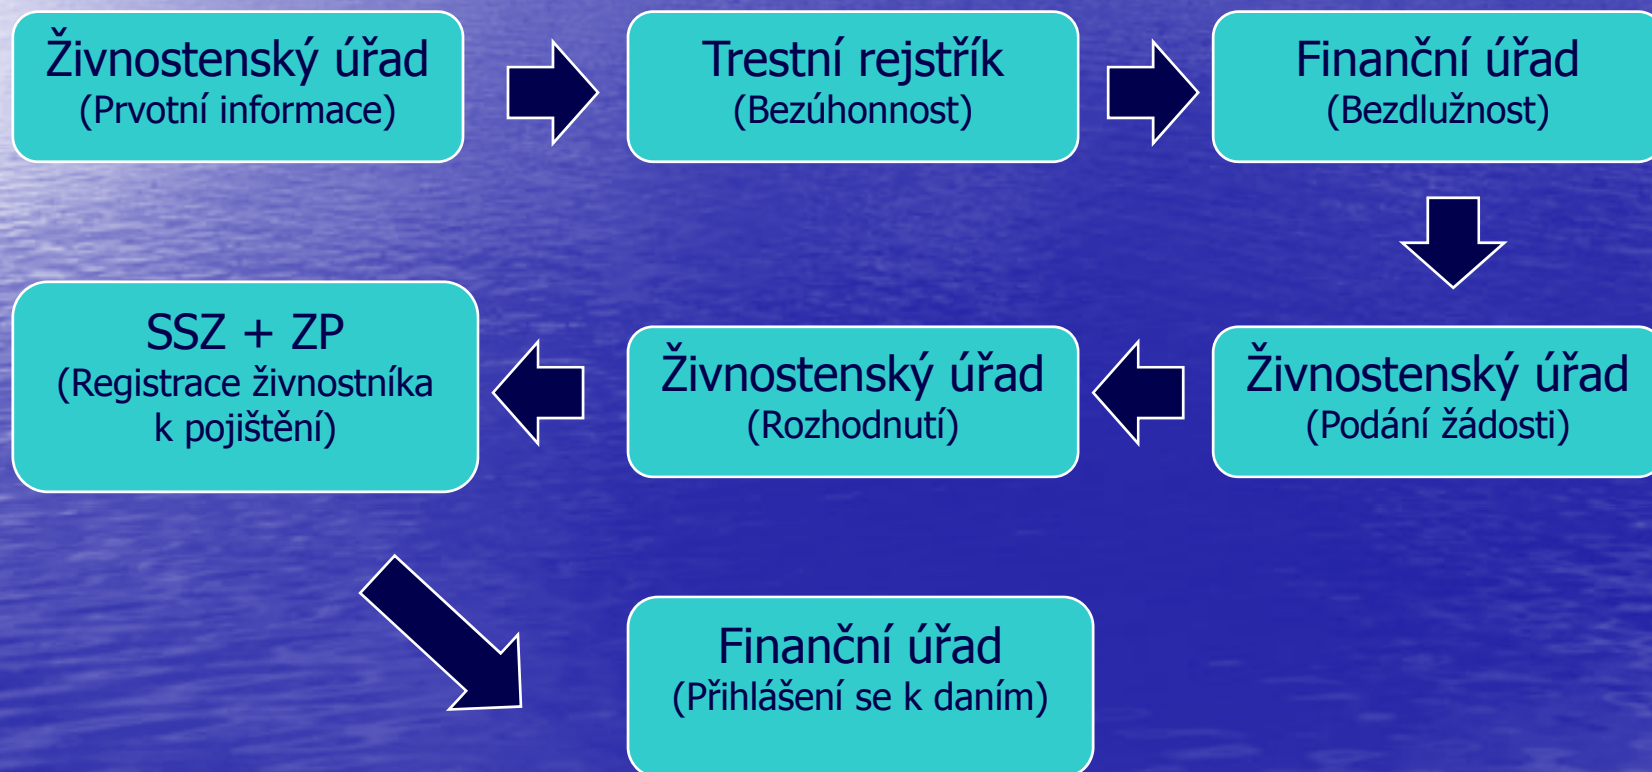 Živnostenský úřad
(Prvotní informace)
Trestní rejstřík
(Bezúhonnost)
Finanční úřad
(Bezdlužnost)
Živnostenský úřad
(Podání žádosti)
Živnostenský úřad
(Rozhodnutí)
SSZ + ZP
(Registrace živnostníka
k pojištění)
Finanční úřad
(Přihlášení se k daním)